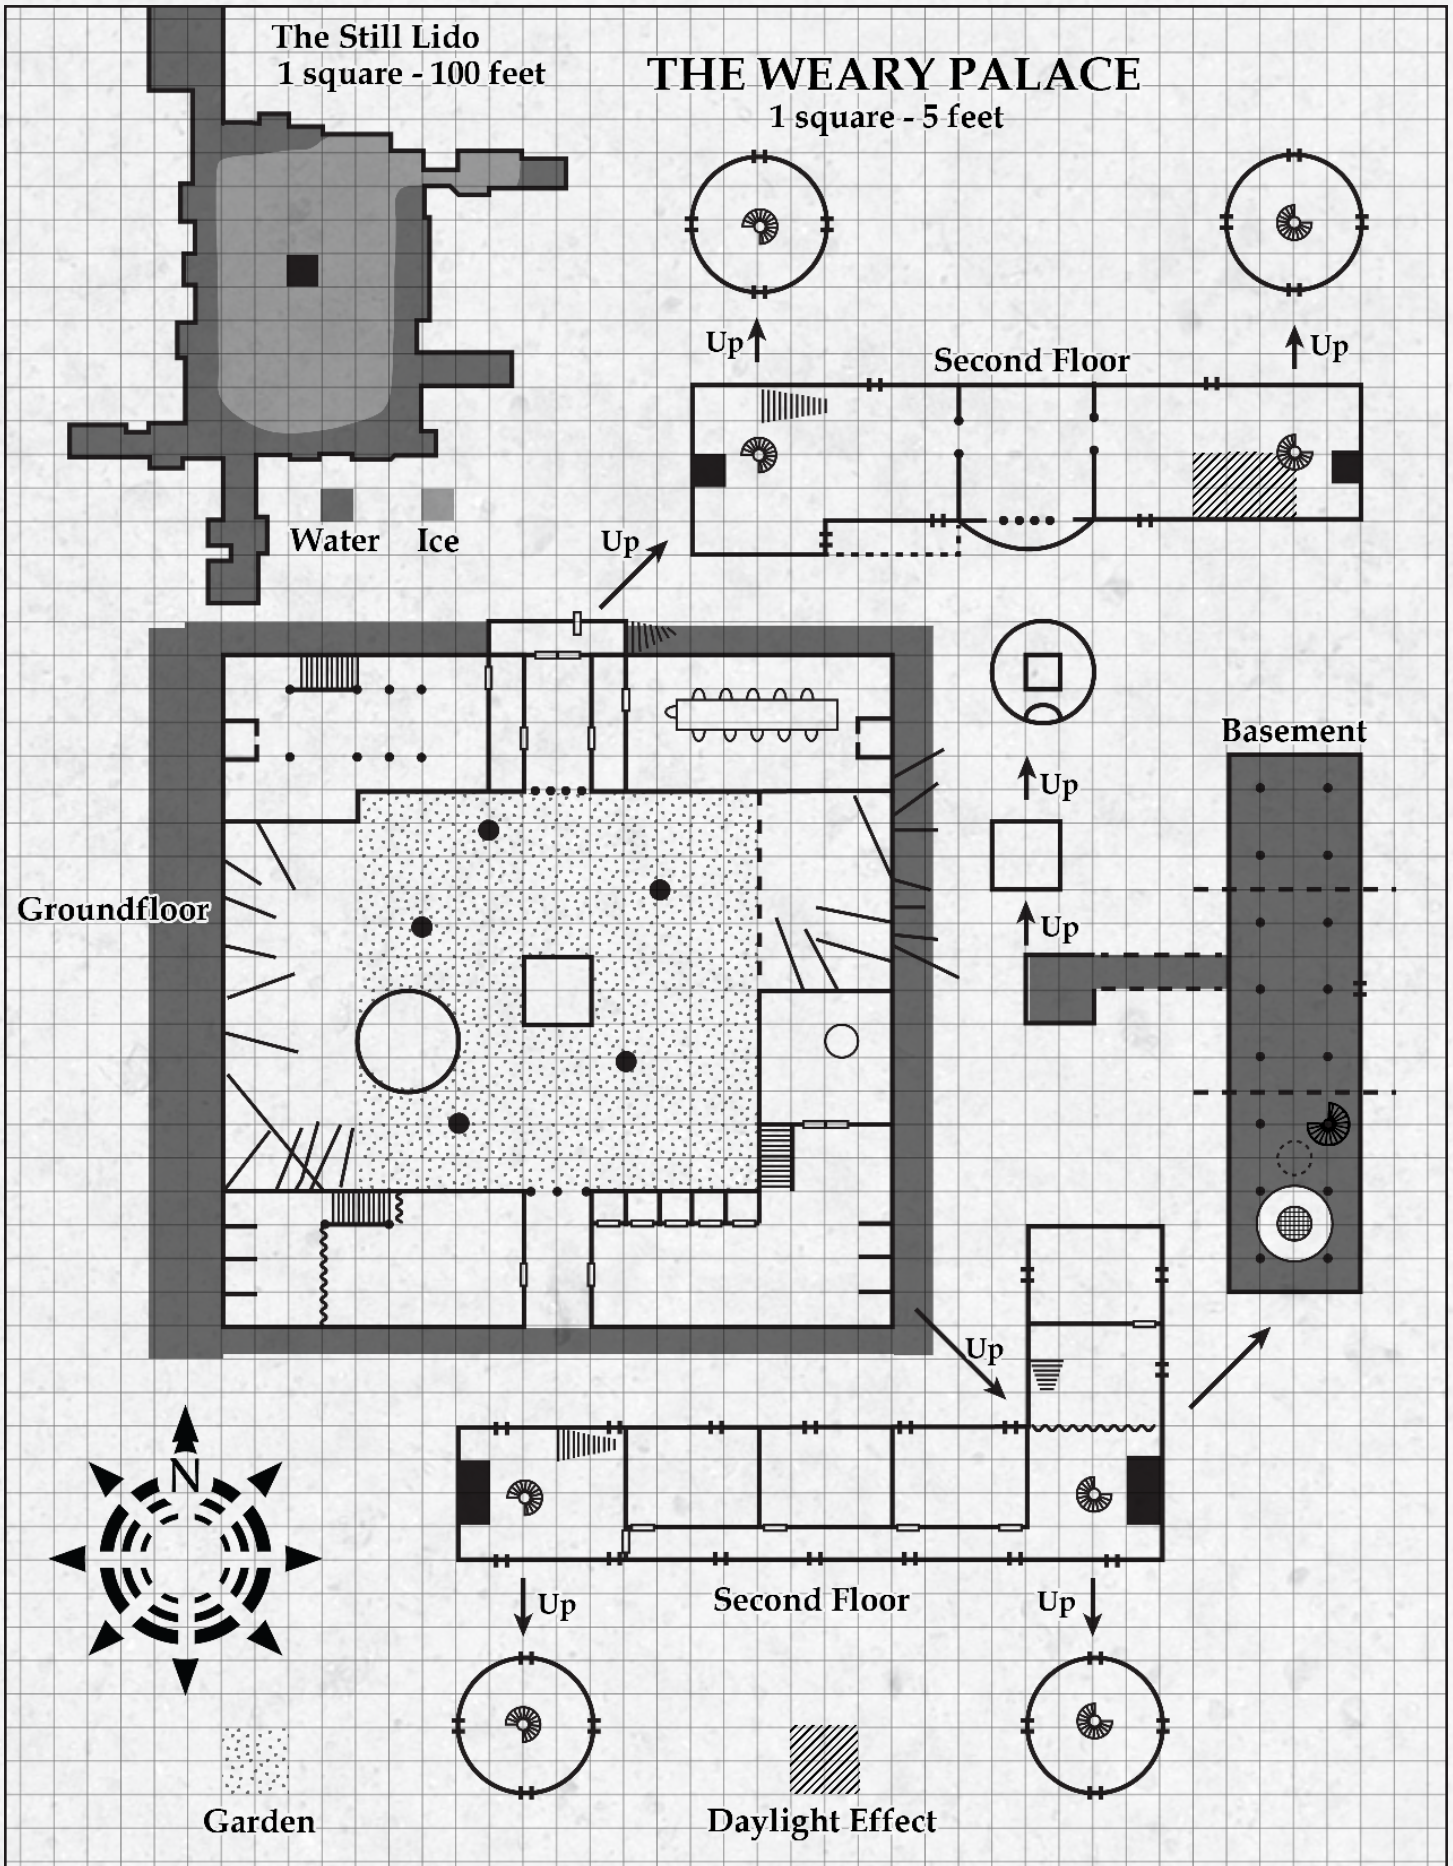 The Still Lido
1 square - 100 feet
THE WEARY PALACE
1 square - 5 feet
Up
Second Floor
Up
Water
Ice
Up
Basement
Up
Groundfloor
Up
Up
N
Up
Second Floor
Up
Garden
Daylight Effect